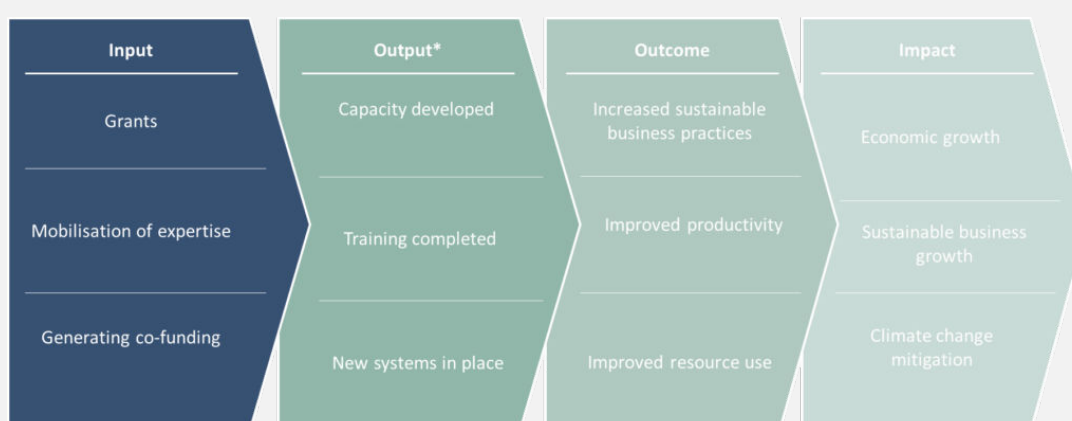 Input
Grants
Mobilisation of expertise
Generating co-funding
Output*
Capacity developed
Training completed
New systems in place
Outcome
Increased sustainable
business practices
Improved productivity
Improved resource use
Impact
Economic growth
Sustainable business
growth
Climate change
mitigation